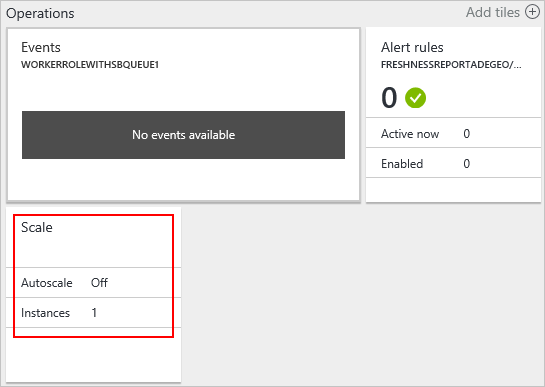 Operations
Add tiles
Events
WORKERROLEWITHSBQUEUE1
No events available
Alert rules
FRESHNESSREPORTADEGEO/...
0
Active now 0
Enabled 0
Scale
Autoscale Off
Instances 1